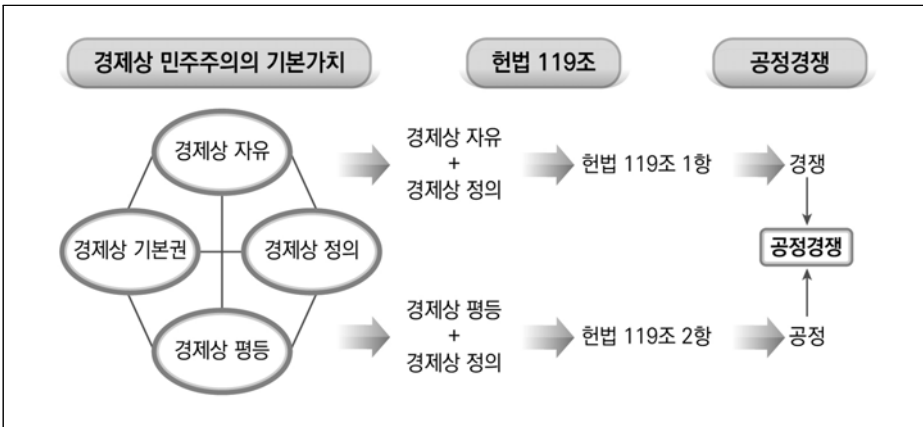 경제상 민주주의의 기본가치
헌법 119조
공정경쟁
경제상 자유
경제상 기본권
경제상 정의
경제상 평등
경제상 자유
+
경제상 정의
헌법 119조 1항
경쟁
공정경쟁
경제상 평등
+
경제상 정의
헌법 119조 2항
공정